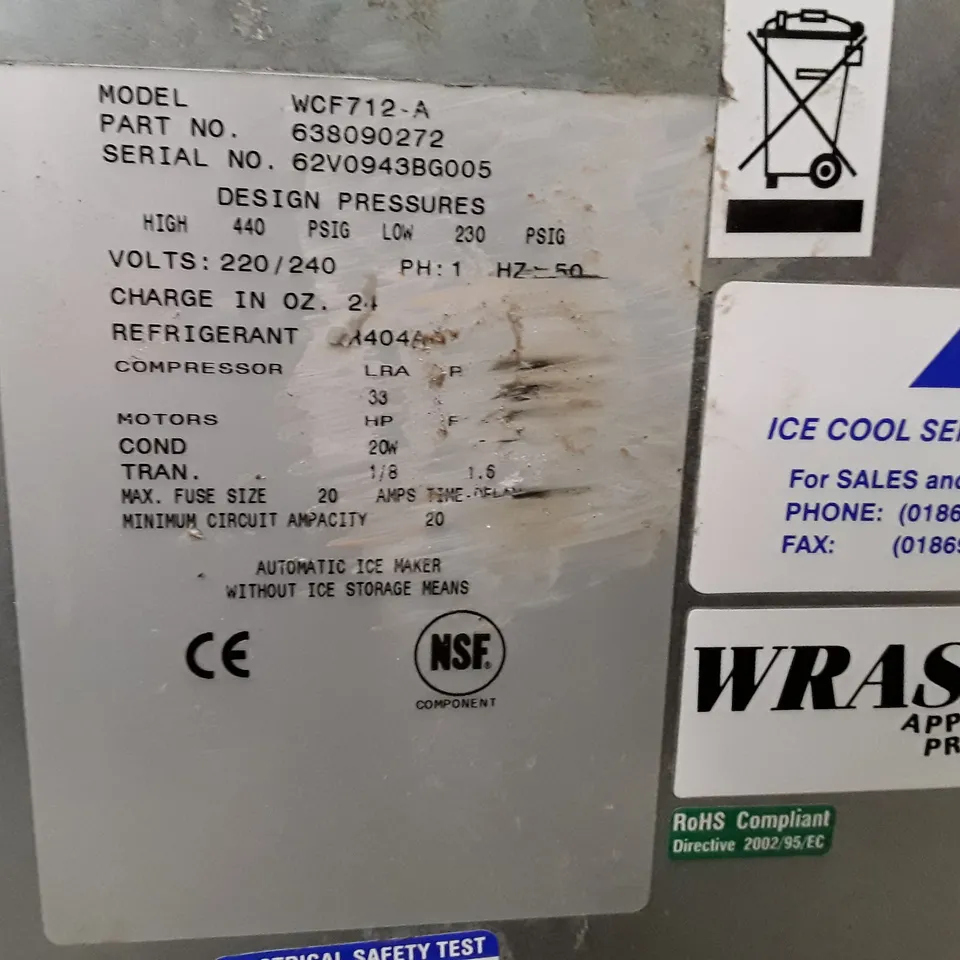 MODEL WCF712-A
PART NO. 638090272
SERIAL NO. 62V0943BG005
DESIGN PRESSURES
HIGH 440 PSIG LOW 230 PSIG
VOLTS: 220/240 PH: 1 HZ 50
CHARGE IN OZ.
REFRIGERANT
COMPRESSOR LRA
33
MOTORS HP
COND 20W
TRAN. 1/8 1.6
MAX. FUSE SIZE 20 AMPS TIME-DELAY
MINIMUM CIRCUIT AMPACITY 20
AUTOMATIC ICE MAKER
WITHOUT ICE STORAGE MEANS
CE
NSF®
COMPONENT
ICE COOL
For SALES and
PHONE: (0186
FAX: (01869
WRAS
APP
PR
RoHS Compliant
Directive 2002/95/EC
SAFETY TEST